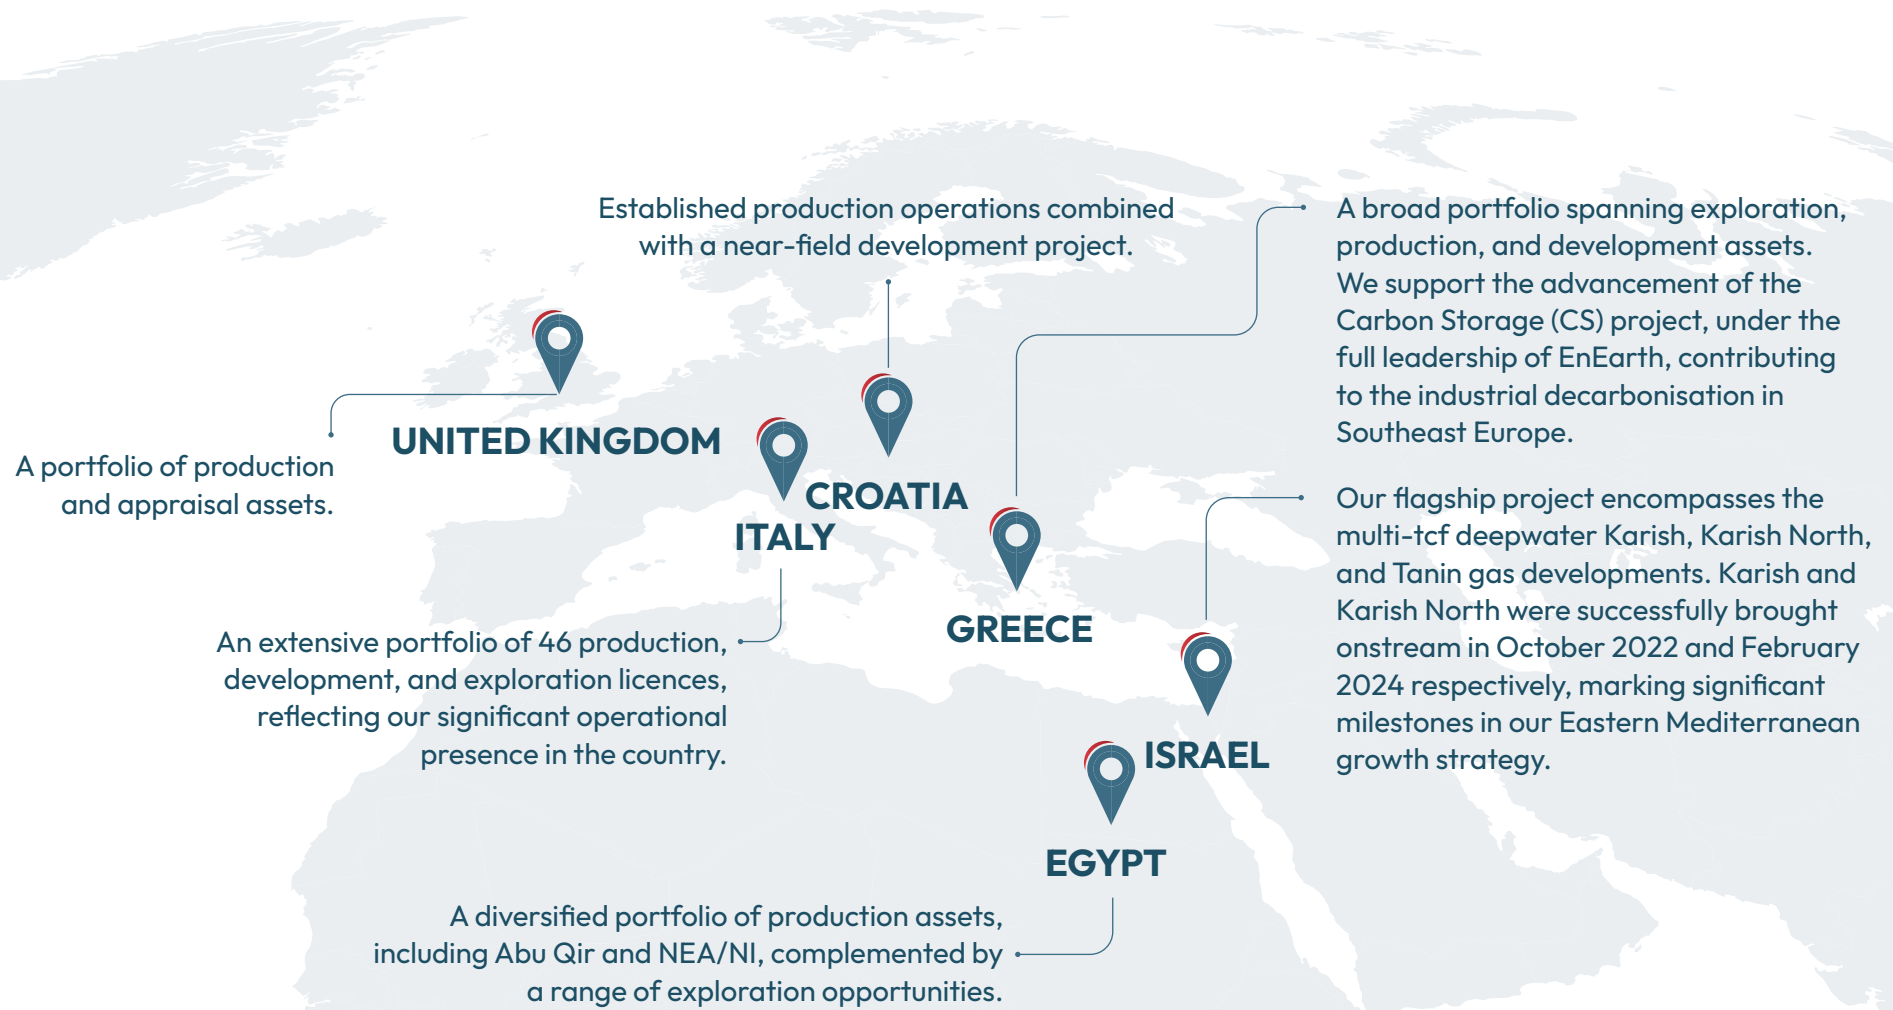 Established production operations combined
with a near-field development project.
A broad portfolio spanning exploration,
production, and development assets.
We support the advancement of the
Carbon Storage (CS) project, under the
full leadership of EnEarth, contributing
to the industrial decarbonisation in
Southeast Europe.
UNITED KINGDOM
A portfolio of production
and appraisal assets.
CROATIA
ITALY
Our flagship project encompasses the
multi-tcf deepwater Karish, Karish North,
and Tanin gas developments. Karish and
Karish North were successfully brought
onstream in October 2022 and February
2024 respectively, marking significant
milestones in our Eastern Mediterranean
growth strategy.
GREECE
An extensive portfolio of 46 production,
development, and exploration licences,
reflecting our significant operational
presence in the country.
ISRAEL
EGYPT
A diversified portfolio of production assets,
including Abu Qir and NEA/NI, complemented by
a range of exploration opportunities.